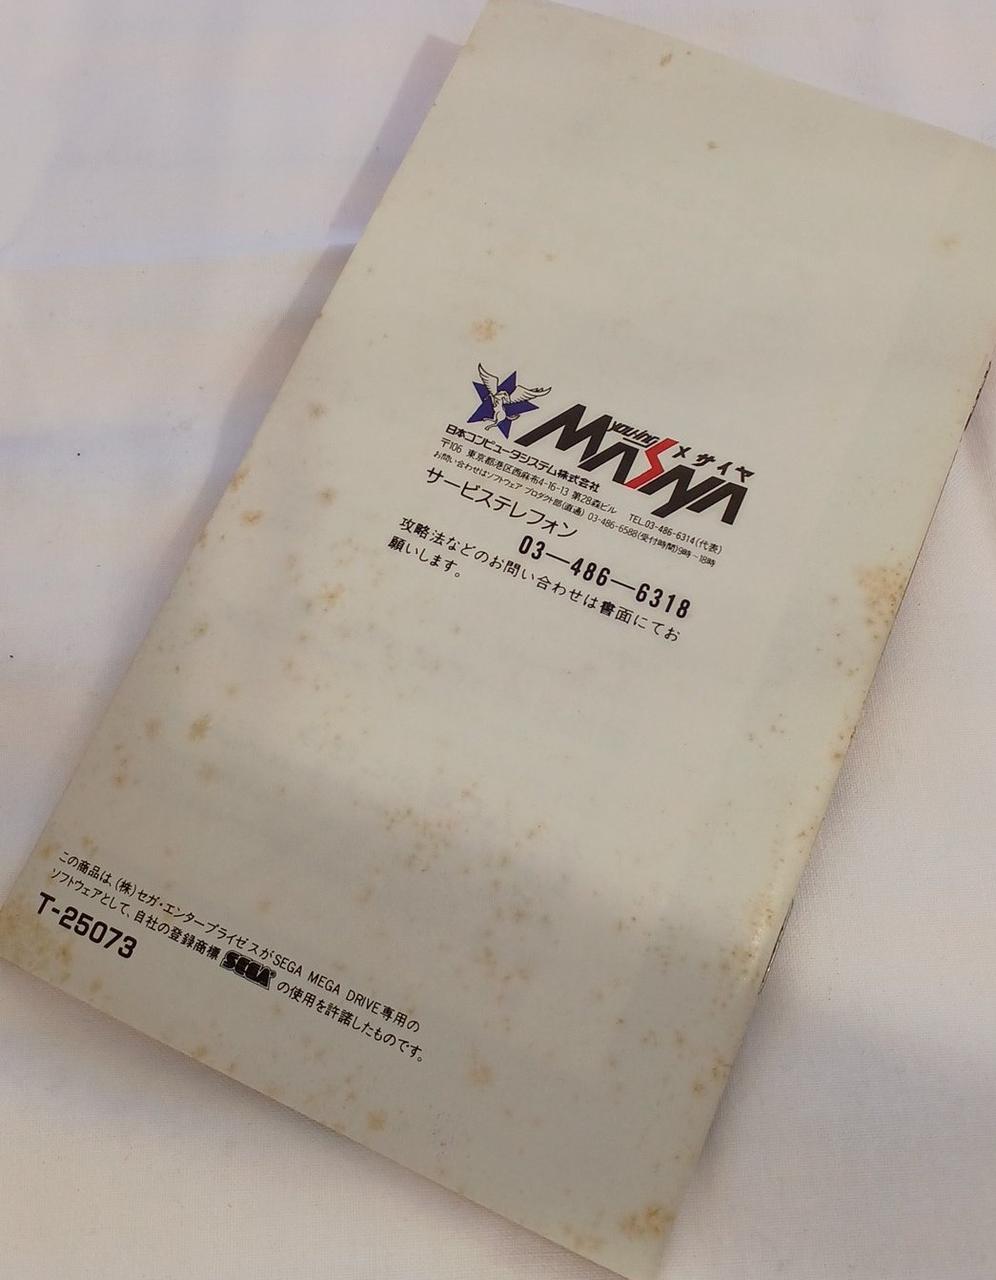 YOU-ING
MASAYA メサイヤ
日本コンピュータシステム株式会社
〒106 東京都港区西麻布4-16-13 第28森ビル TEL.03-486-6314(代表)
お問い合わせはソフトウェア プロダクト部(直通) 03-486-6588(受付時間)9時〜18時
サービステレフォン
03—486—6318
攻略法などのお問い合わせは書面にてお
願いします。
この商品は、(株)セガ・エンタープライゼスがSEGA MEGA DRIVE専用の
ソフトウェアとして、自社の登録商標 SEGA® の使用を許諾したものです。
T-25073